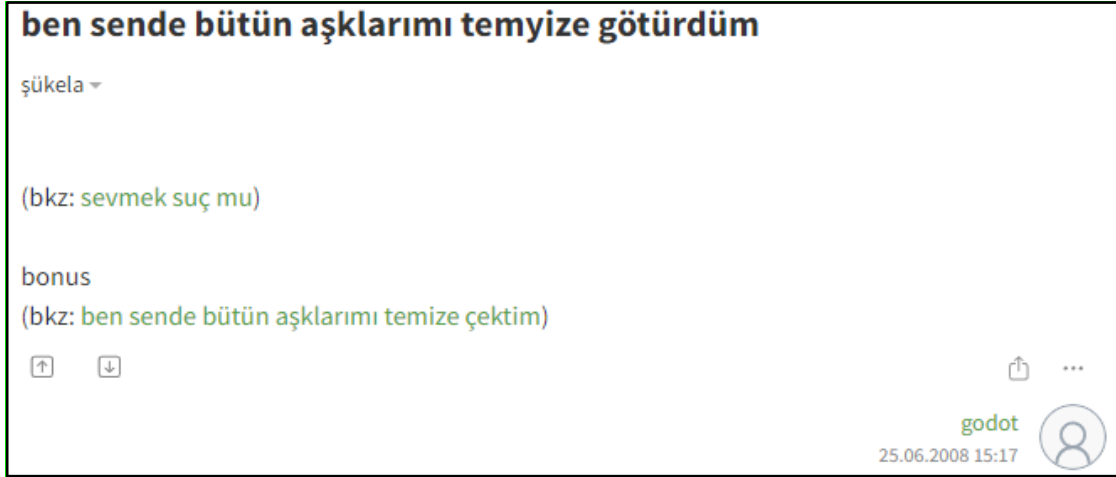 ben sende bütün aşklarımı temyize götürdüm
şükela
(bkz: sevmek suç mu)
bonus
(bkz: ben sende bütün aşklarımı temize çektim)
godot
25.06.2008 15:17